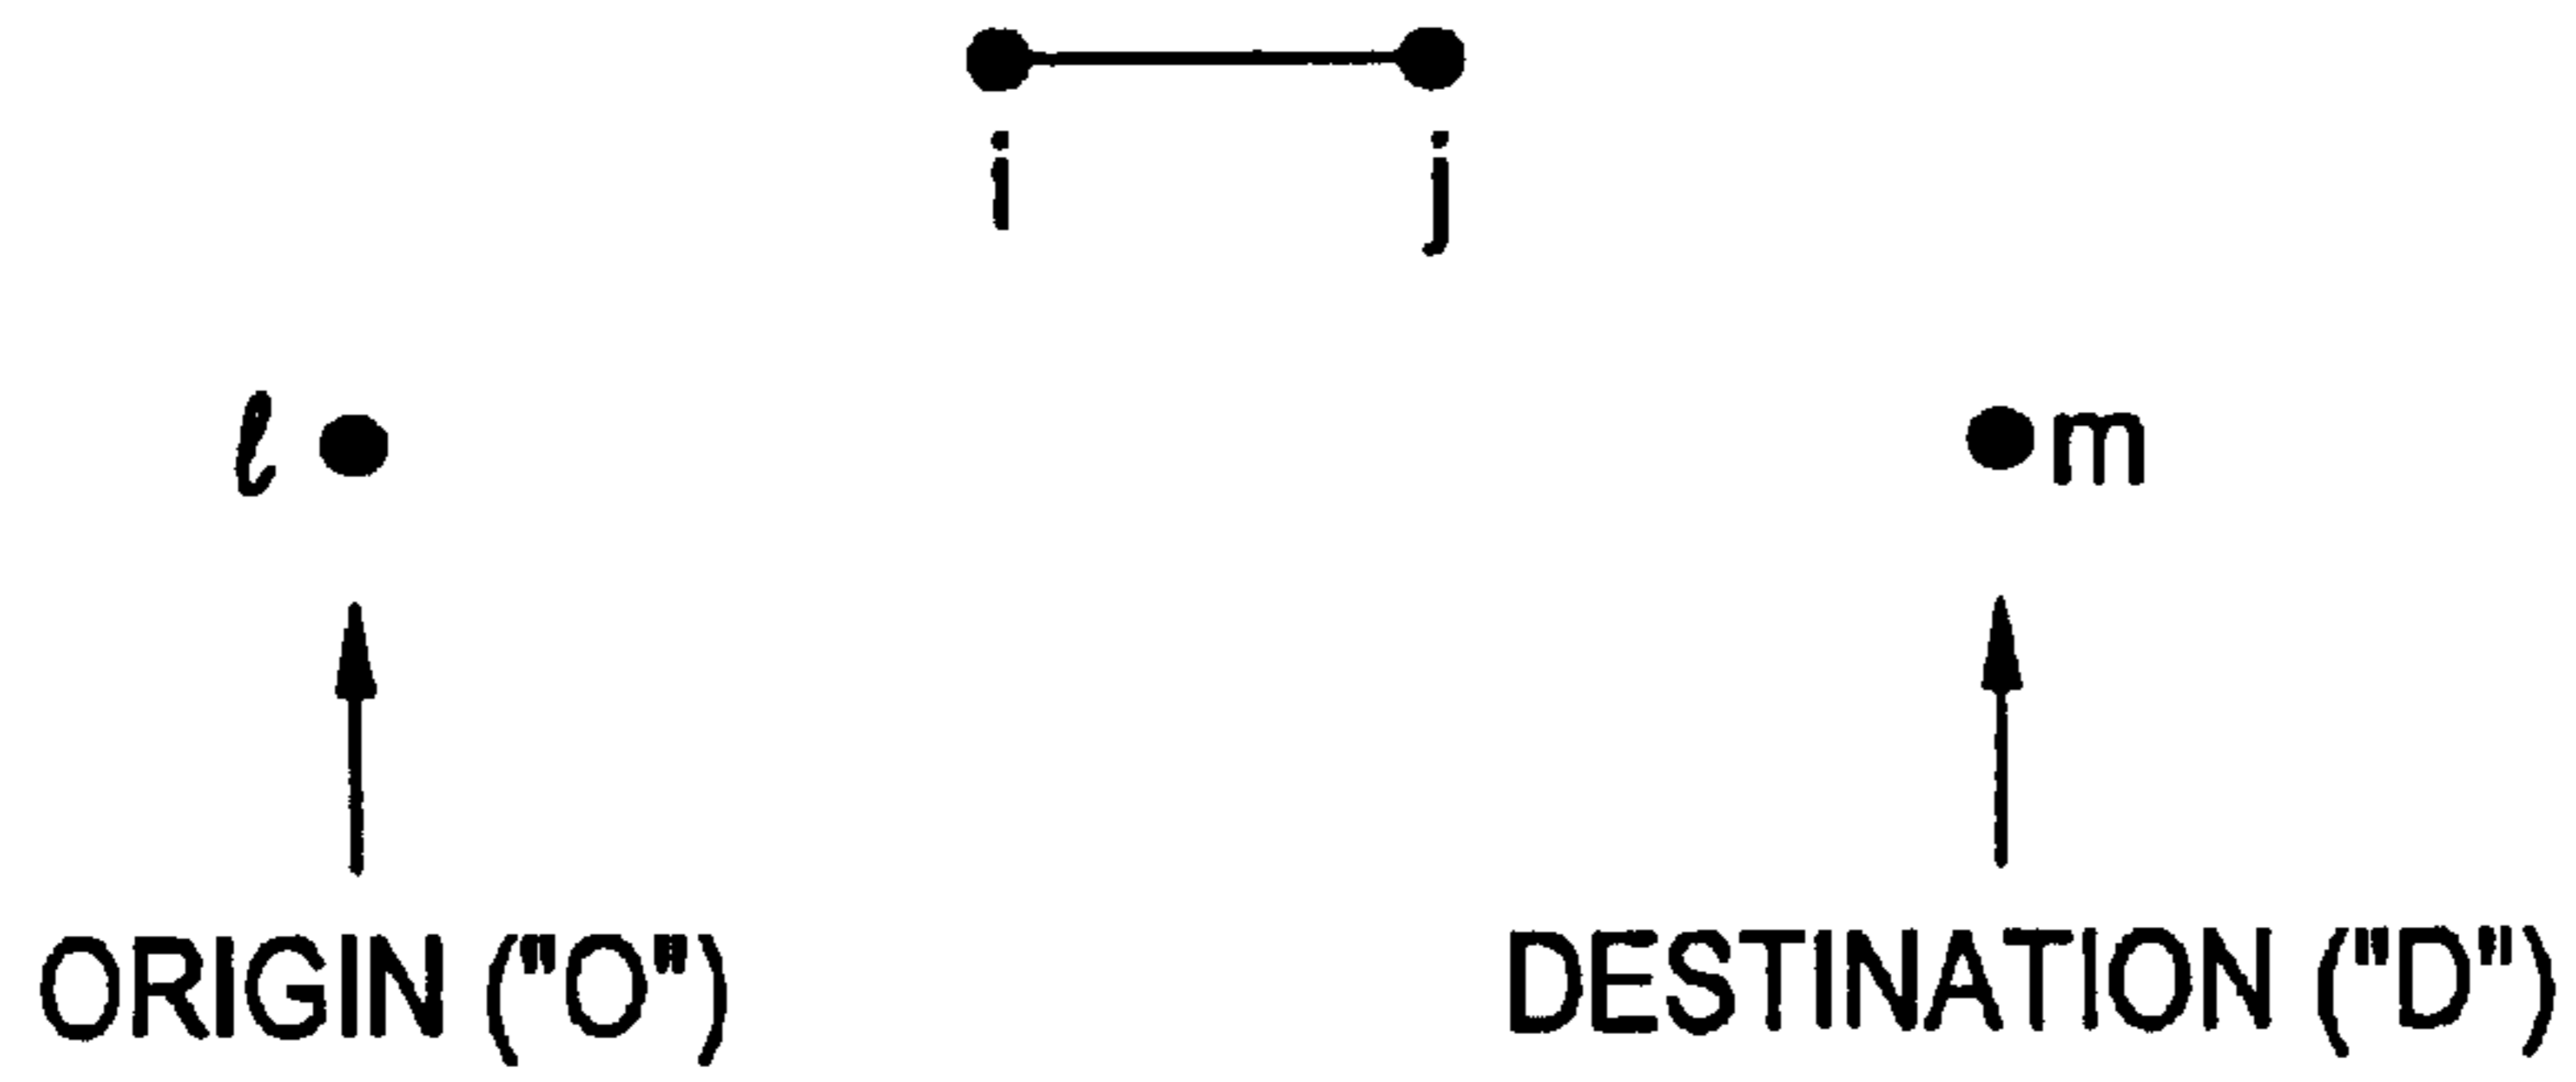 i j
ℓ m
ORIGIN ("O") DESTINATION ("D")